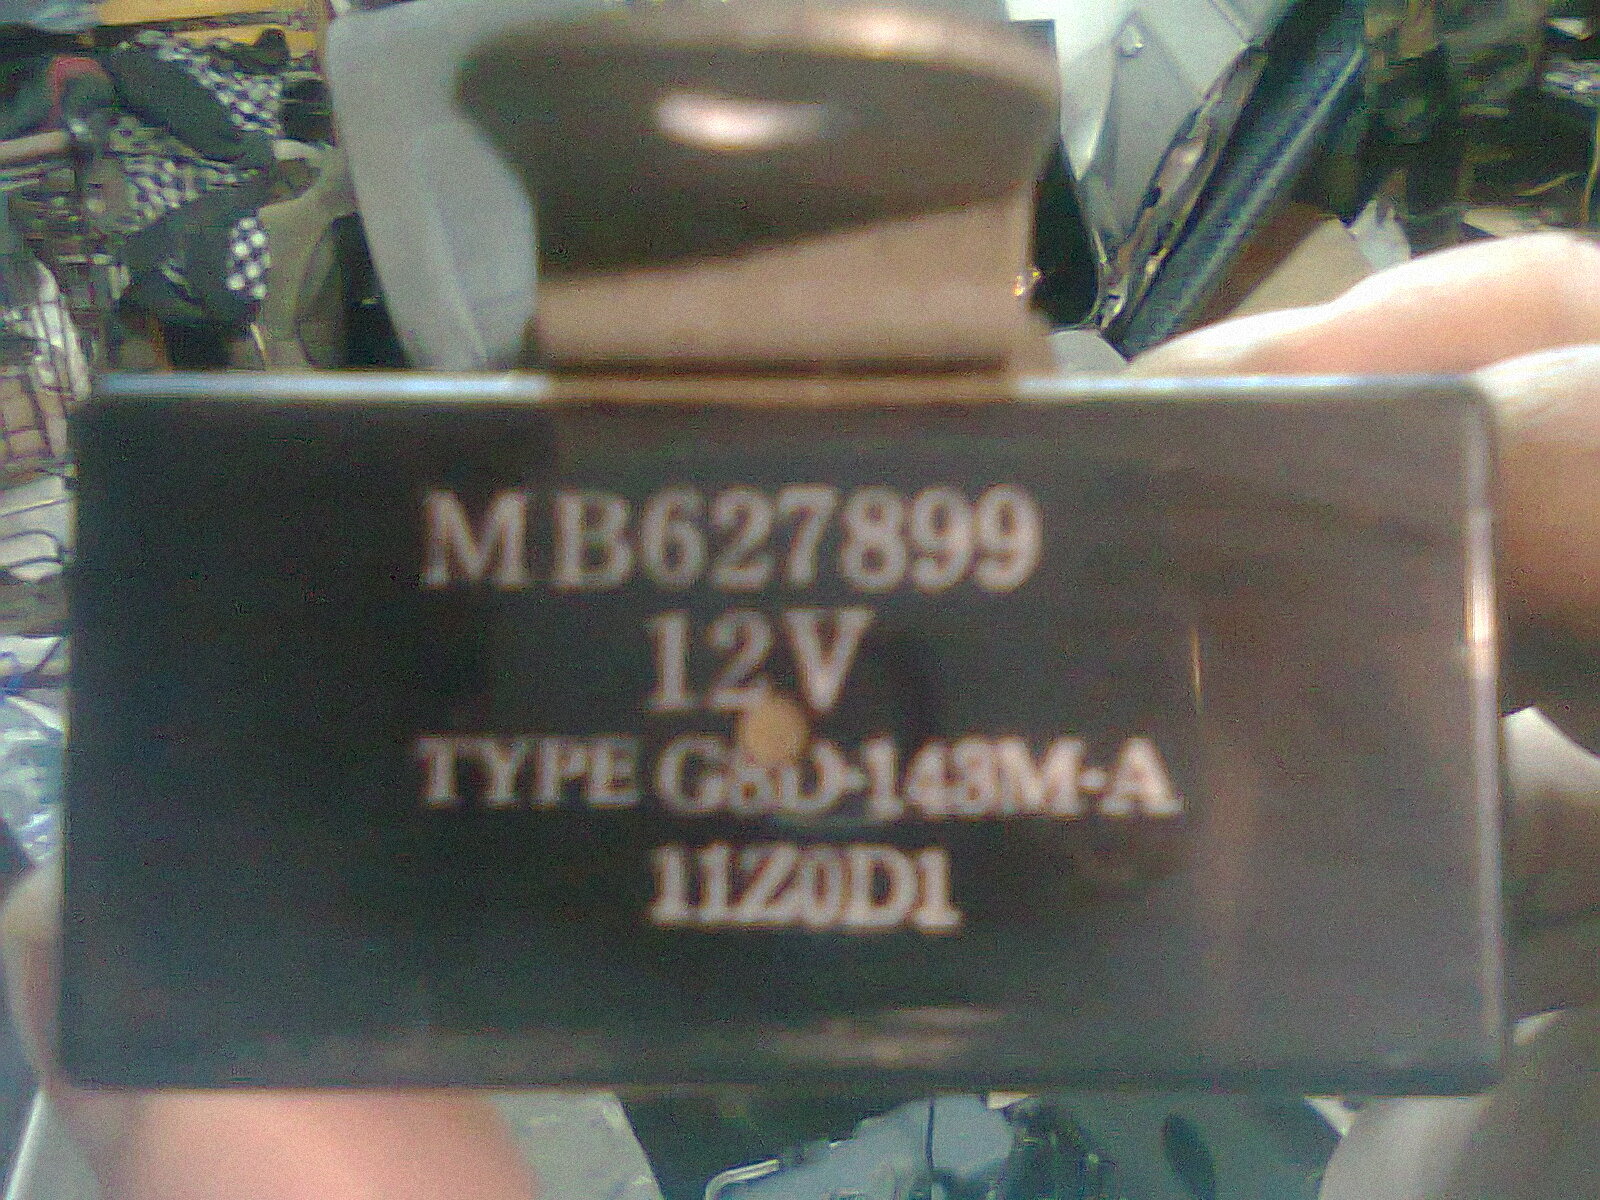 MB627899
12V
TYPE G8D-143M-A
11Z0D1